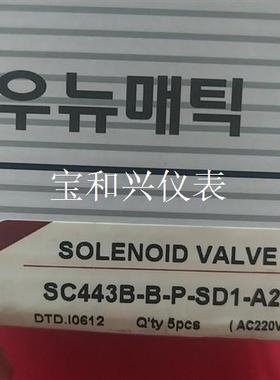 우뉴매틱
宝和兴仪表
SOLENOID VALVE
SC443B-B-P-SD1-A2
DTD.I0612 Q'ty 5pcs (AC220V